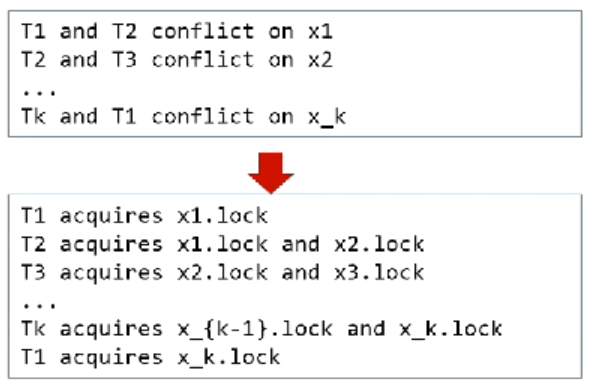 T1 and T2 conflict on x1
T2 and T3 conflict on x2
...
Tk and T1 conflict on x_k
T1 acquires x1.lock
T2 acquires x1.lock and x2.lock
T3 acquires x2.lock and x3.lock
...
Tk acquires x_{k-1}.lock and x_k.lock
T1 acquires x_k.lock